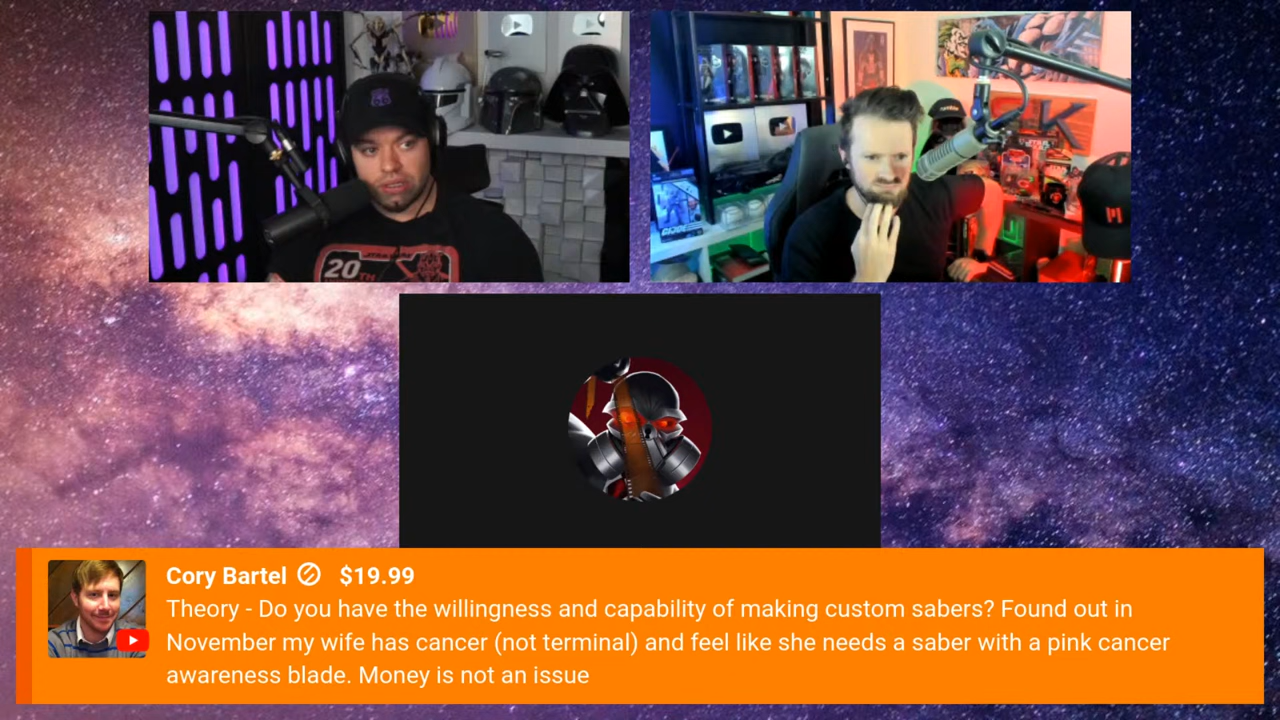 20TH
K
Cory Bartel $19.99
Theory - Do you have the willingness and capability of making custom sabers? Found out in
November my wife has cancer (not terminal) and feel like she needs a saber with a pink cancer
awareness blade. Money is not an issue